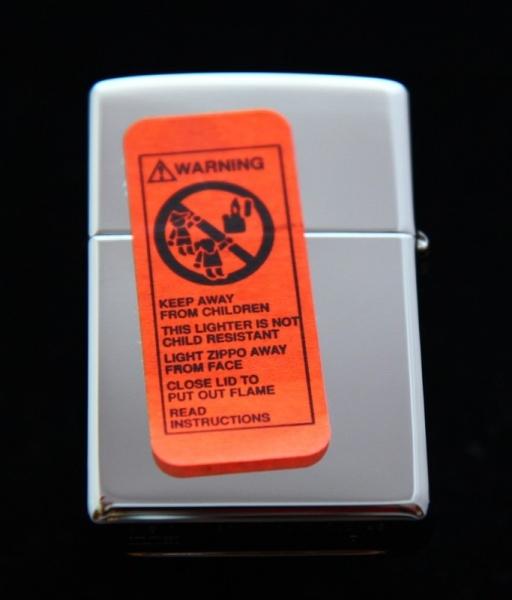 WARNING
KEEP AWAY
FROM CHILDREN
THIS LIGHTER IS NOT
CHILD RESISTANT
LIGHT ZIPPO AWAY
FROM FACE
CLOSE LID TO
PUT OUT FLAME
READ
INSTRUCTIONS